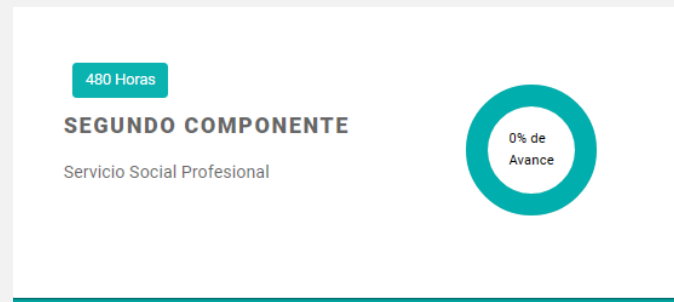 480 Horas
SEGUNDO COMPONENTE
Servicio Social Profesional
0% de
Avance